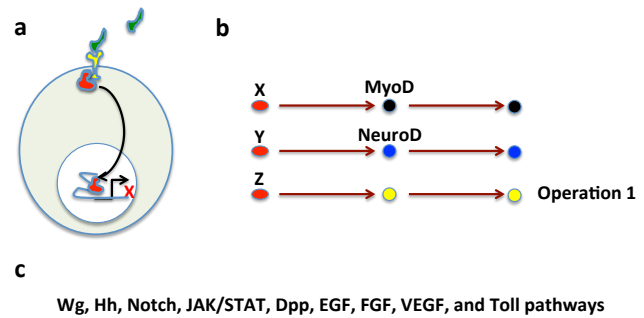 a
X
b
X
MyoD
Y
NeuroD
Z
Operation 1
c
Wg, Hh, Notch, JAK/STAT, Dpp, EGF, FGF, VEGF, and Toll pathways